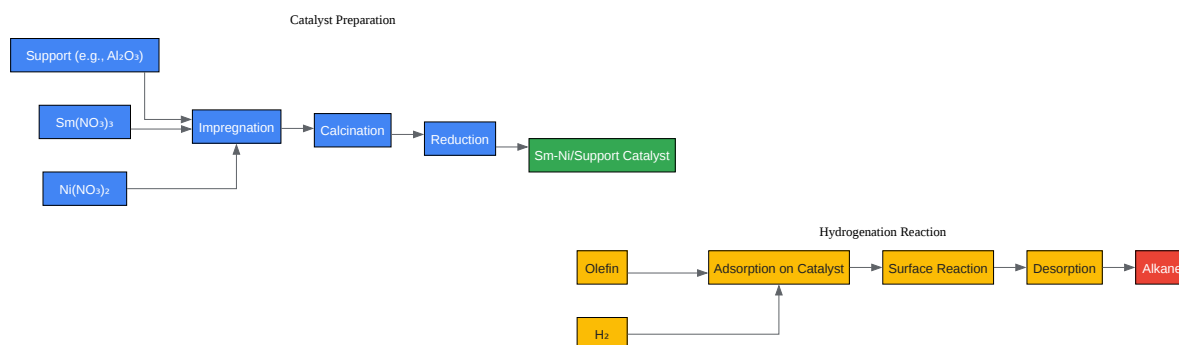 Catalyst Preparation
Support (e.g., Al₂O₃)
Sm(NO₃)₃
Impregnation
Calcination
Reduction
Sm-Ni/Support Catalyst
Ni(NO₃)₂
Hydrogenation Reaction
Olefin
Adsorption on Catalyst
Surface Reaction
Desorption
Alkane
H₂